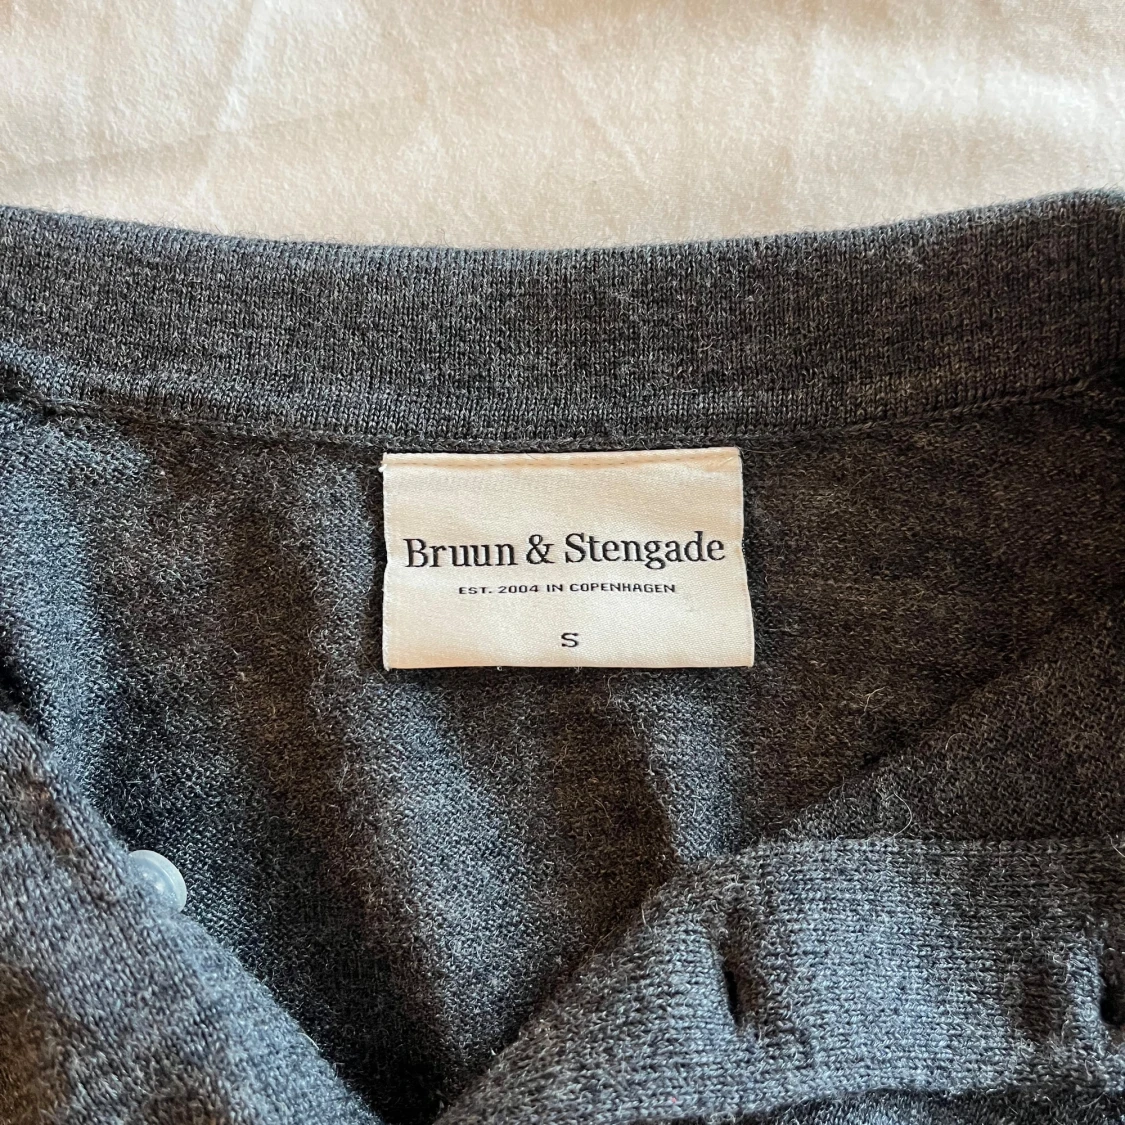 Bruun & Stengade
EST. 2004 IN COPENHAGEN
S